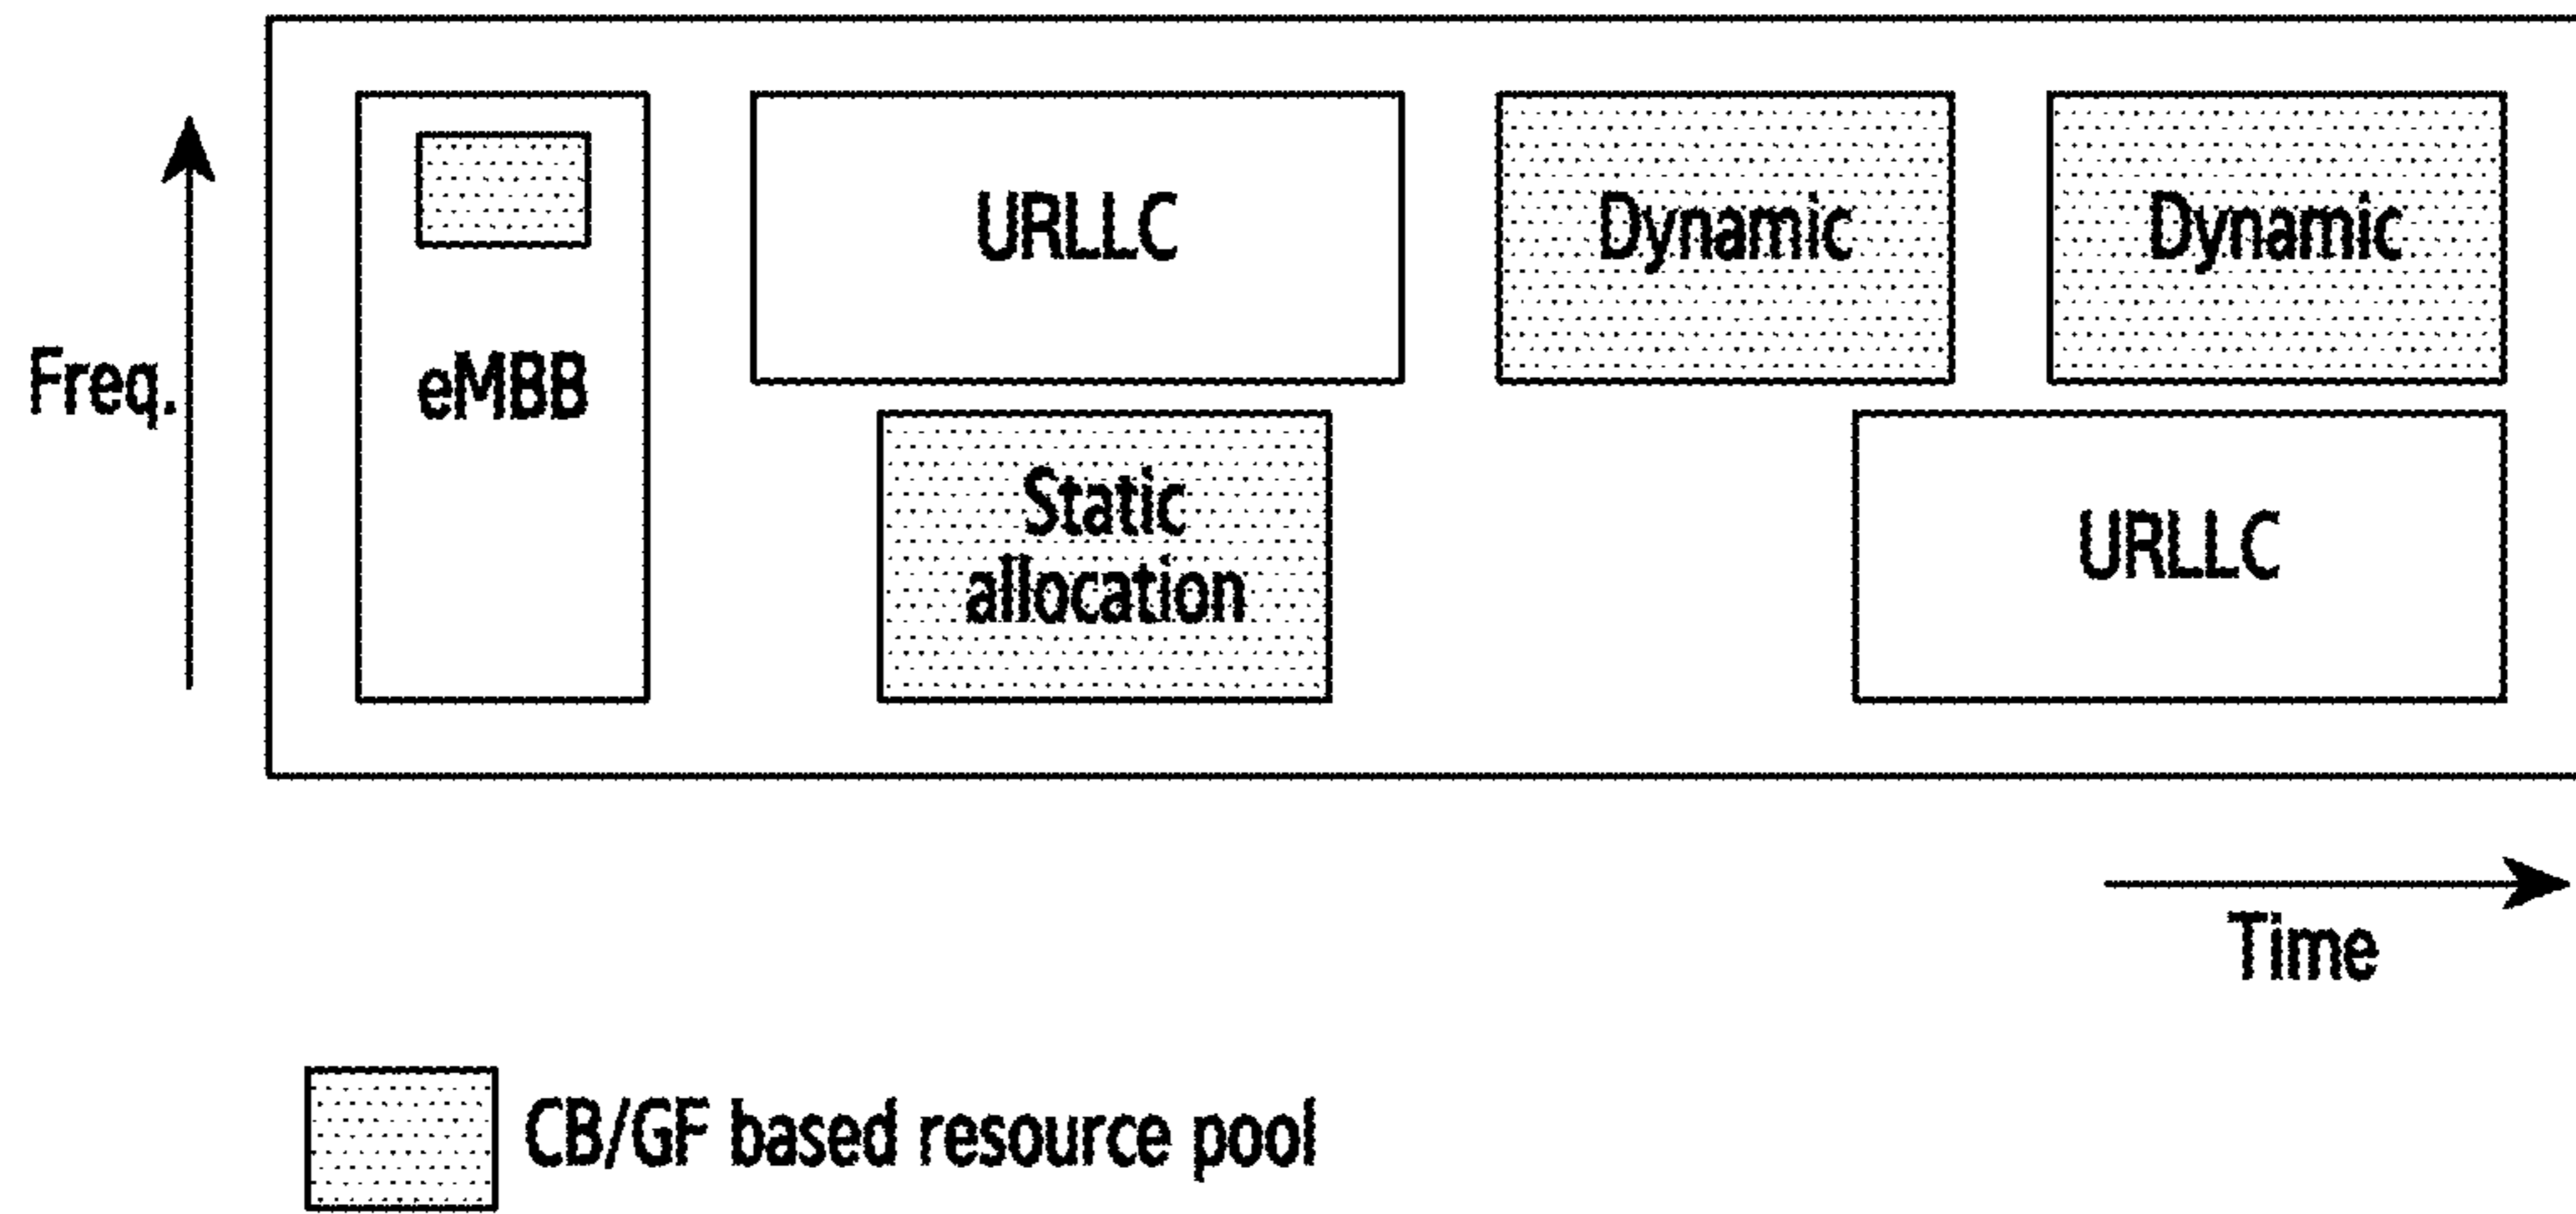 Freq.
eMBB
URLLC
Dynamic
Dynamic
Static
allocation
URLLC
Time
CB/GF based resource pool